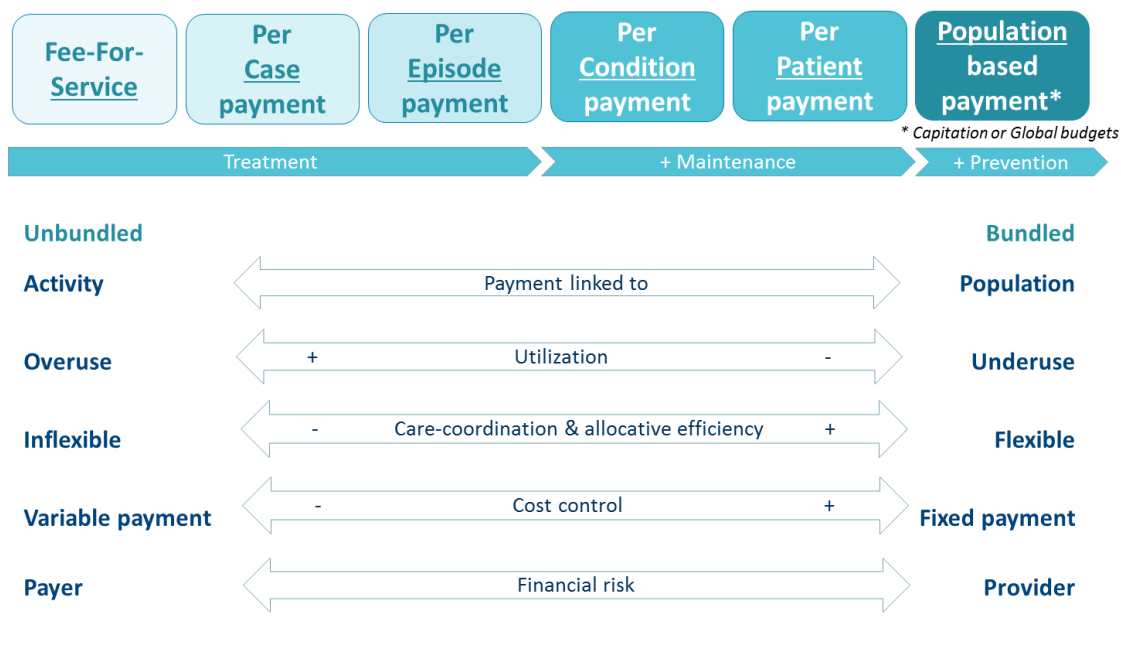 Fee-For-
Service
Per
Case
payment
Per
Episode
payment
Per
Condition
payment
Per
Patient
payment
Population
based
payment*
* Capitation or Global budgets
Treatment
+ Maintenance
+ Prevention
Unbundled
Bundled
Activity
Payment linked to
Population
Overuse
+
Utilization
-
Underuse
Inflexible
-
Care-coordination & allocative efficiency
+
Flexible
Variable payment
-
Cost control
+
Fixed payment
Payer
Financial risk
Provider